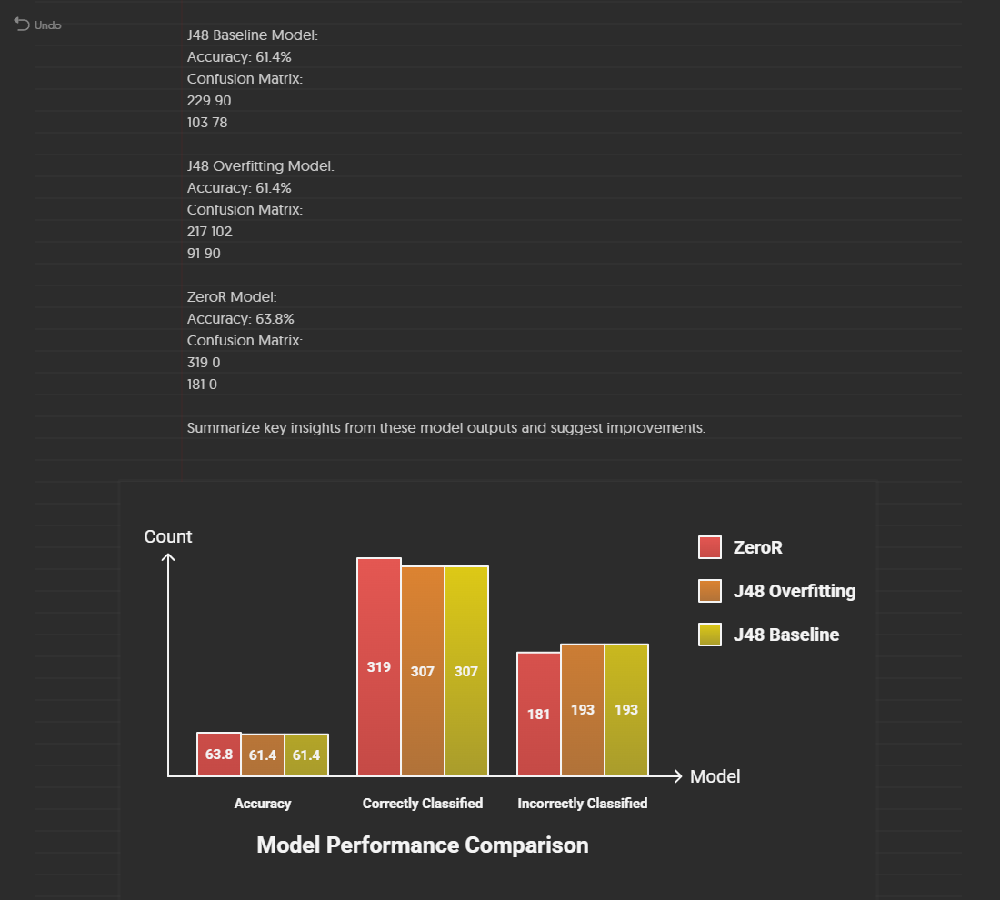 Undo
J48 Baseline Model:
Accuracy: 61.4%
Confusion Matrix:
229 90
103 78
J48 Overfitting Model:
Accuracy: 61.4%
Confusion Matrix:
217 102
91 90
ZeroR Model:
Accuracy: 63.8%
Confusion Matrix:
319 0
181 0
Summarize key insights from these model outputs and suggest improvements.
Count
ZeroR
J48 Overfitting
J48 Baseline
319
307
307
181
193
193
63.8
61.4
61.4
Model
Accuracy
Correctly Classified
Incorrectly Classified
Model Performance Comparison